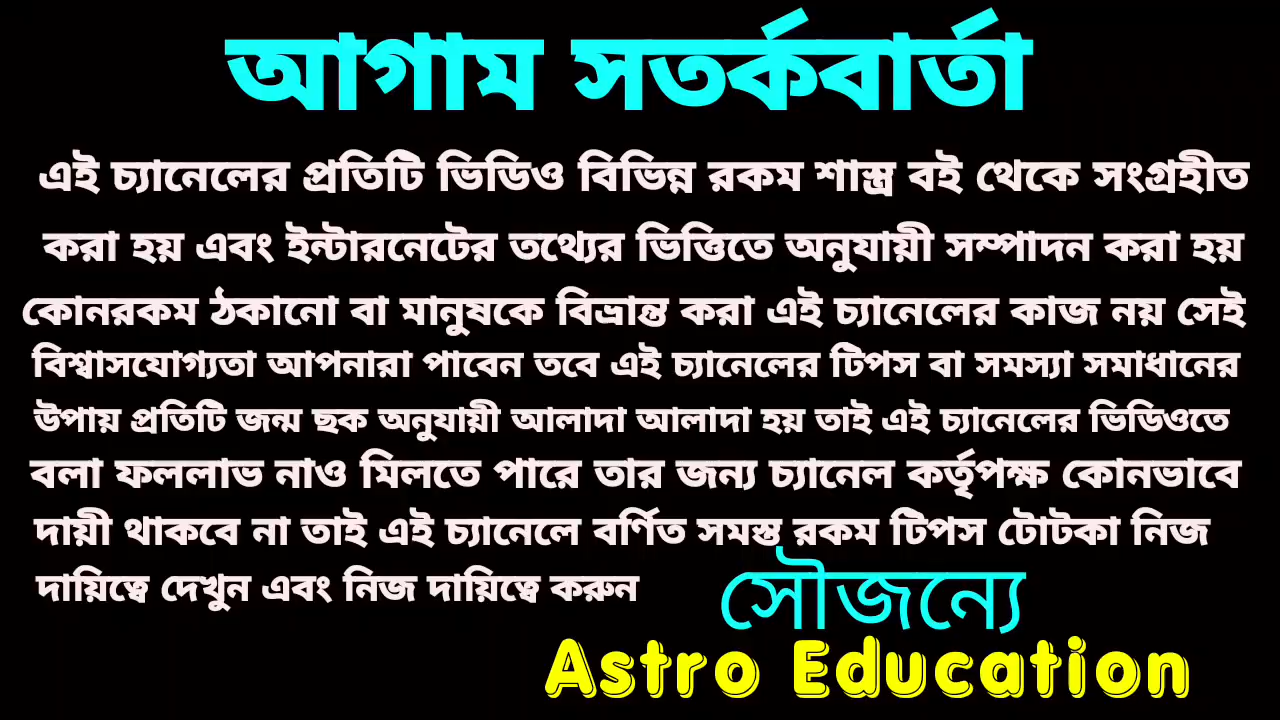 আগাম সতর্কবার্তা
এই চ্যানেলের প্রতিটি ভিডিও বিভিন্ন রকম শাস্ত্র বই থেকে সংগ্রহীত
করা হয় এবং ইন্টারনেটের তথ্যের ভিত্তিতে অনুযায়ী সম্পাদন করা হয়
কোনরকম ঠকানো বা মানুষকে বিভ্রান্ত করা এই চ্যানেলের কাজ নয় সেই
বিশ্বাসযোগ্যতা আপনারা পাবেন তবে এই চ্যানেলের টিপস বা সমস্যা সমাধানের
উপায় প্রতিটি জন্ম ছক অনুযায়ী আলাদা আলাদা হয় তাই এই চ্যানেলের ভিডিওতে
বলা ফললাভ নাও মিলতে পারে তার জন্য চ্যানেল কর্তৃপক্ষ কোনভাবে
দায়ী থাকবে না তাই এই চ্যানেলে বর্ণিত সমস্ত রকম টিপস টোটকা নিজ
দায়িত্বে দেখুন এবং নিজ দায়িত্বে করুন
সৌজন্যে
Astro Education